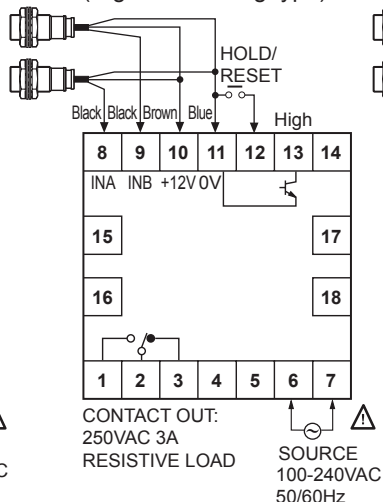 HOLD/
RESET
Black Black Brown Blue
High
8 9 10 11 12 13 14
INA INB +12V 0V
15 17
16 18
1 2 3 4 5 6 7
CONTACT OUT:
250VAC 3A
RESISTIVE LOAD
SOURCE
100-240VAC
50/60Hz